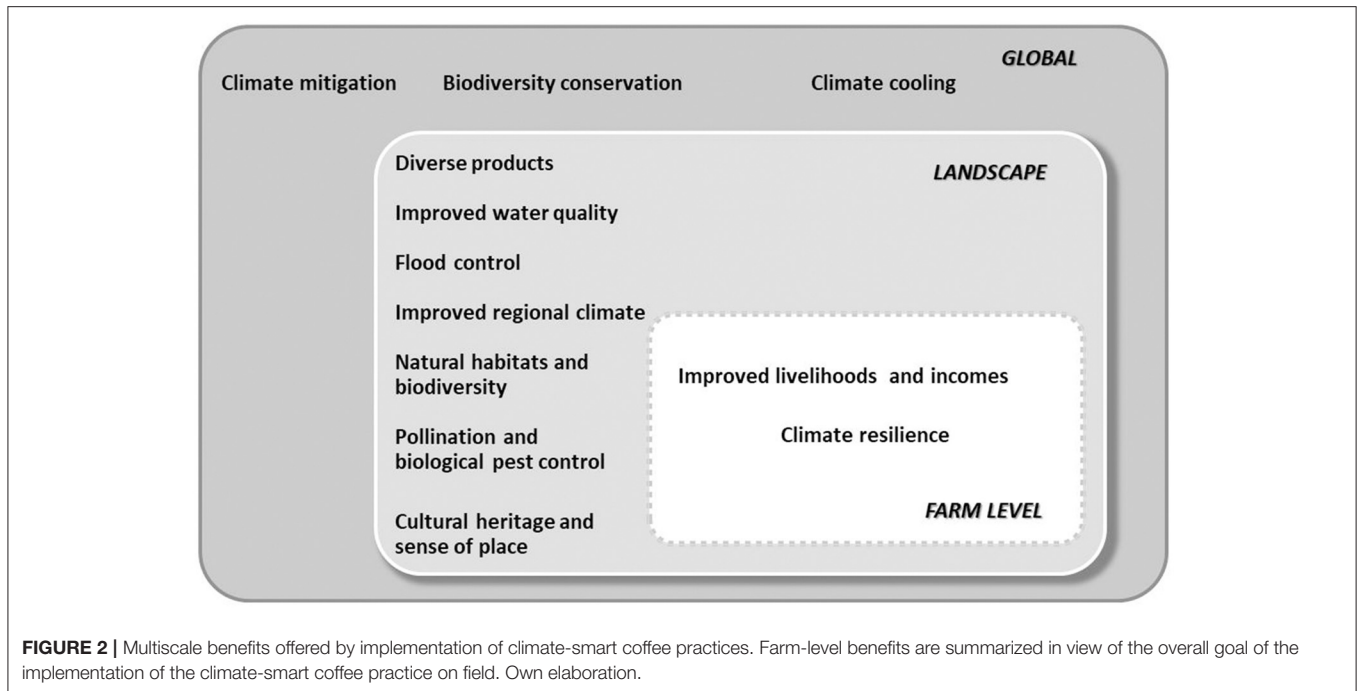 GLOBAL
Climate mitigation Biodiversity conservation Climate cooling
LANDSCAPE
Diverse products
Improved water quality
Flood control
Improved regional climate
Natural habitats and
biodiversity
Pollination and
biological pest control
Cultural heritage and
sense of place
Improved livelihoods and incomes
Climate resilience
FARM LEVEL
FIGURE 2 | Multiscale benefits offered by implementation of climate-smart coffee practices. Farm-level benefits are summarized in view of the overall goal of the
implementation of the climate-smart coffee practice on field. Own elaboration.